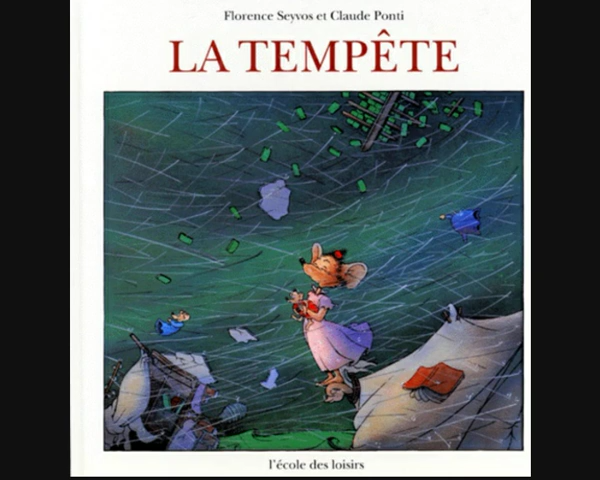 Florence Seyvos et Claude Ponti
LA TEMPÊTE
l'école des loisirs